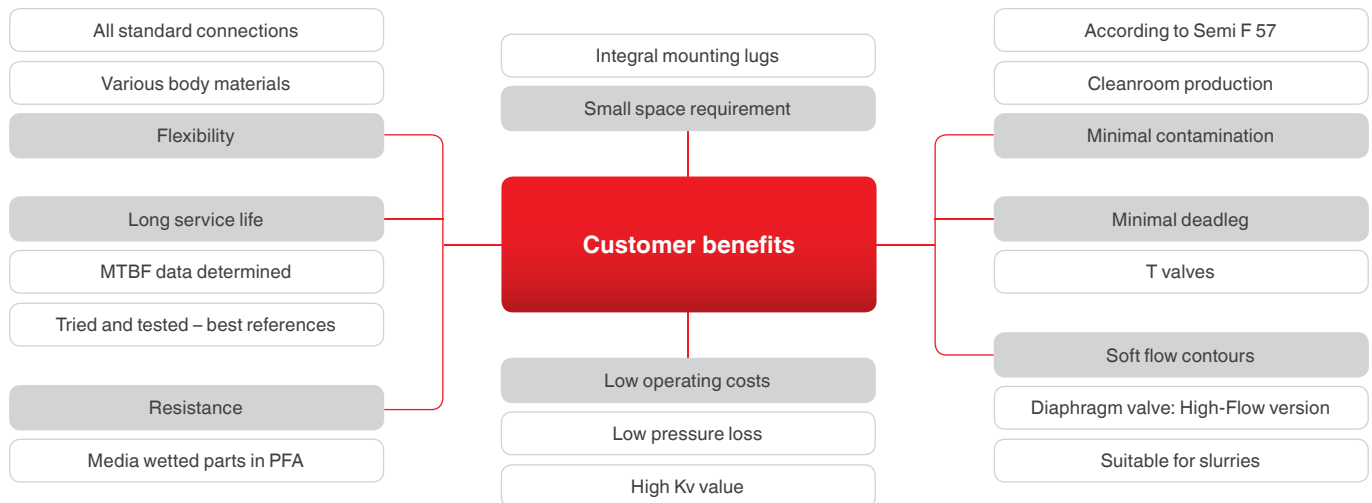 All standard connections
Various body materials
Flexibility
Long service life
MTBF data determined
Tried and tested – best references
Resistance
Media wetted parts in PFA
Integral mounting lugs
Small space requirement
Customer benefits
Low operating costs
Low pressure loss
High Kv value
According to Semi F 57
Cleanroom production
Minimal contamination
Minimal deadleg
T valves
Soft flow contours
Diaphragm valve: High-Flow version
Suitable for slurries